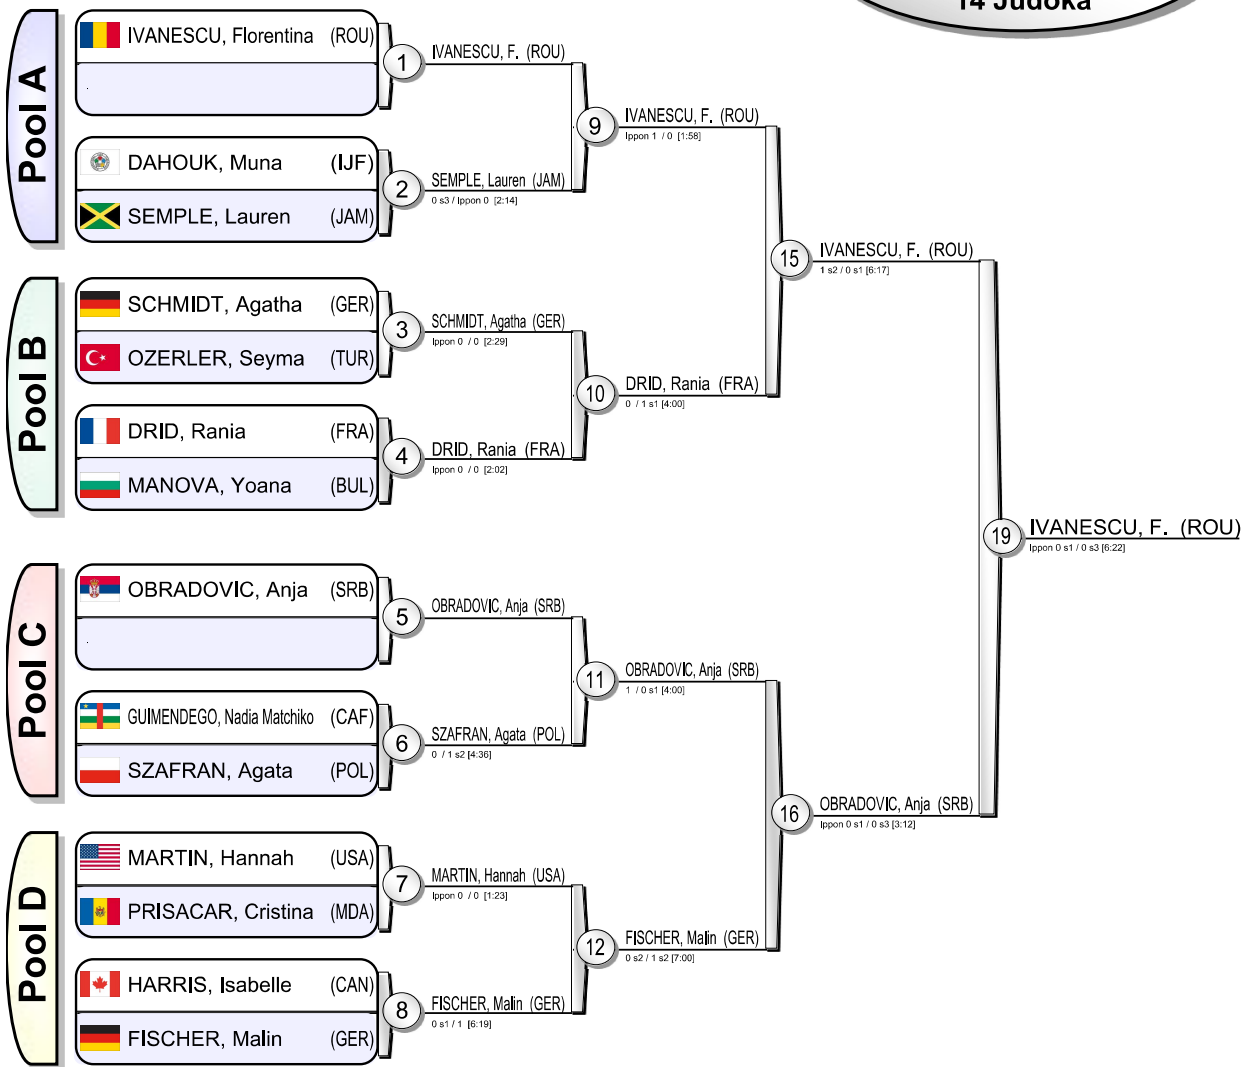 14 Judoka
Pool A
IVANESCU, Florentina (ROU)
.
DAHOUK, Muna (IJF)
SEMPLE, Lauren (JAM)
1
IVANESCU, F. (ROU)
2
SEMPLE, Lauren (JAM)
0 s3 / Ippon 0 [2:14]
9
IVANESCU, F. (ROU)
Ippon 1 / 0 [1:58]
Pool B
SCHMIDT, Agatha (GER)
OZERLER, Seyma (TUR)
DRID, Rania (FRA)
MANOVA, Yoana (BUL)
3
SCHMIDT, Agatha (GER)
Ippon 0 / 0 [2:29]
4
DRID, Rania (FRA)
Ippon 0 / 0 [2:02]
10
DRID, Rania (FRA)
0 / 1 s1 [4:00]
15
IVANESCU, F. (ROU)
1 s2 / 0 s1 [6:17]
Pool C
OBRADOVIC, Anja (SRB)
.
GUIMENDEGO, Nadia Matchiko (CAF)
SZAFRAN, Agata (POL)
5
OBRADOVIC, Anja (SRB)
6
SZAFRAN, Agata (POL)
0 / 1 s2 [4:36]
11
OBRADOVIC, Anja (SRB)
1 / 0 s1 [4:00]
Pool D
MARTIN, Hannah (USA)
PRISACAR, Cristina (MDA)
HARRIS, Isabelle (CAN)
FISCHER, Malin (GER)
7
MARTIN, Hannah (USA)
Ippon 0 / 0 [1:23]
8
FISCHER, Malin (GER)
0 s1 / 1 [6:19]
12
FISCHER, Malin (GER)
0 s2 / 1 s2 [7:00]
16
OBRADOVIC, Anja (SRB)
Ippon 0 s1 / 0 s3 [3:12]
19
IVANESCU, F. (ROU)
Ippon 0 s1 / 0 s3 [6:22]